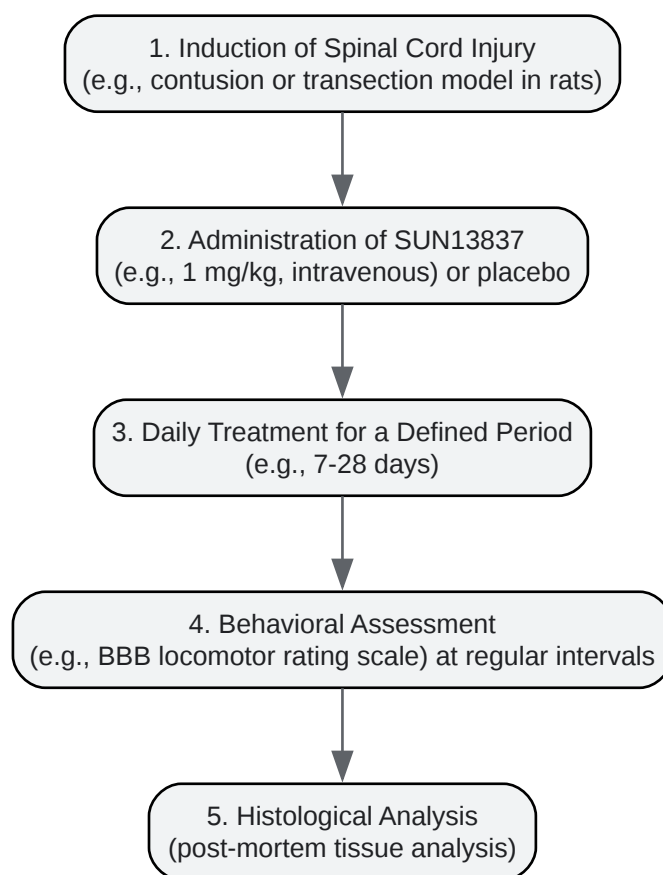 1. Induction of Spinal Cord Injury
(e.g., contusion or transection model in rats)
2. Administration of SUN13837
(e.g., 1 mg/kg, intravenous) or placebo
3. Daily Treatment for a Defined Period
(e.g., 7-28 days)
4. Behavioral Assessment
(e.g., BBB locomotor rating scale) at regular intervals
5. Histological Analysis
(post-mortem tissue analysis)